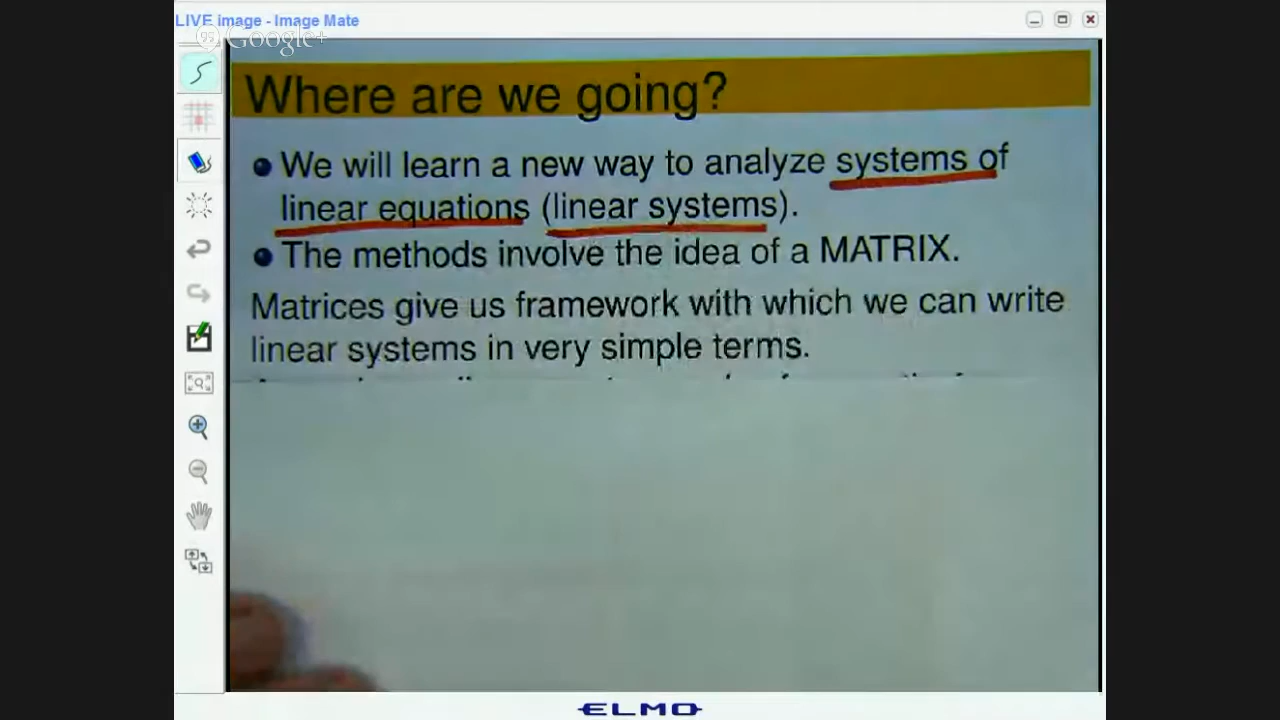 LIVE image - Image Mate
Google+
Where are we going?
We will learn a new way to analyze systems of
linear equations (linear systems).
The methods involve the idea of a MATRIX.
Matrices give us framework with which we can write
linear systems in very simple terms.
ELMO